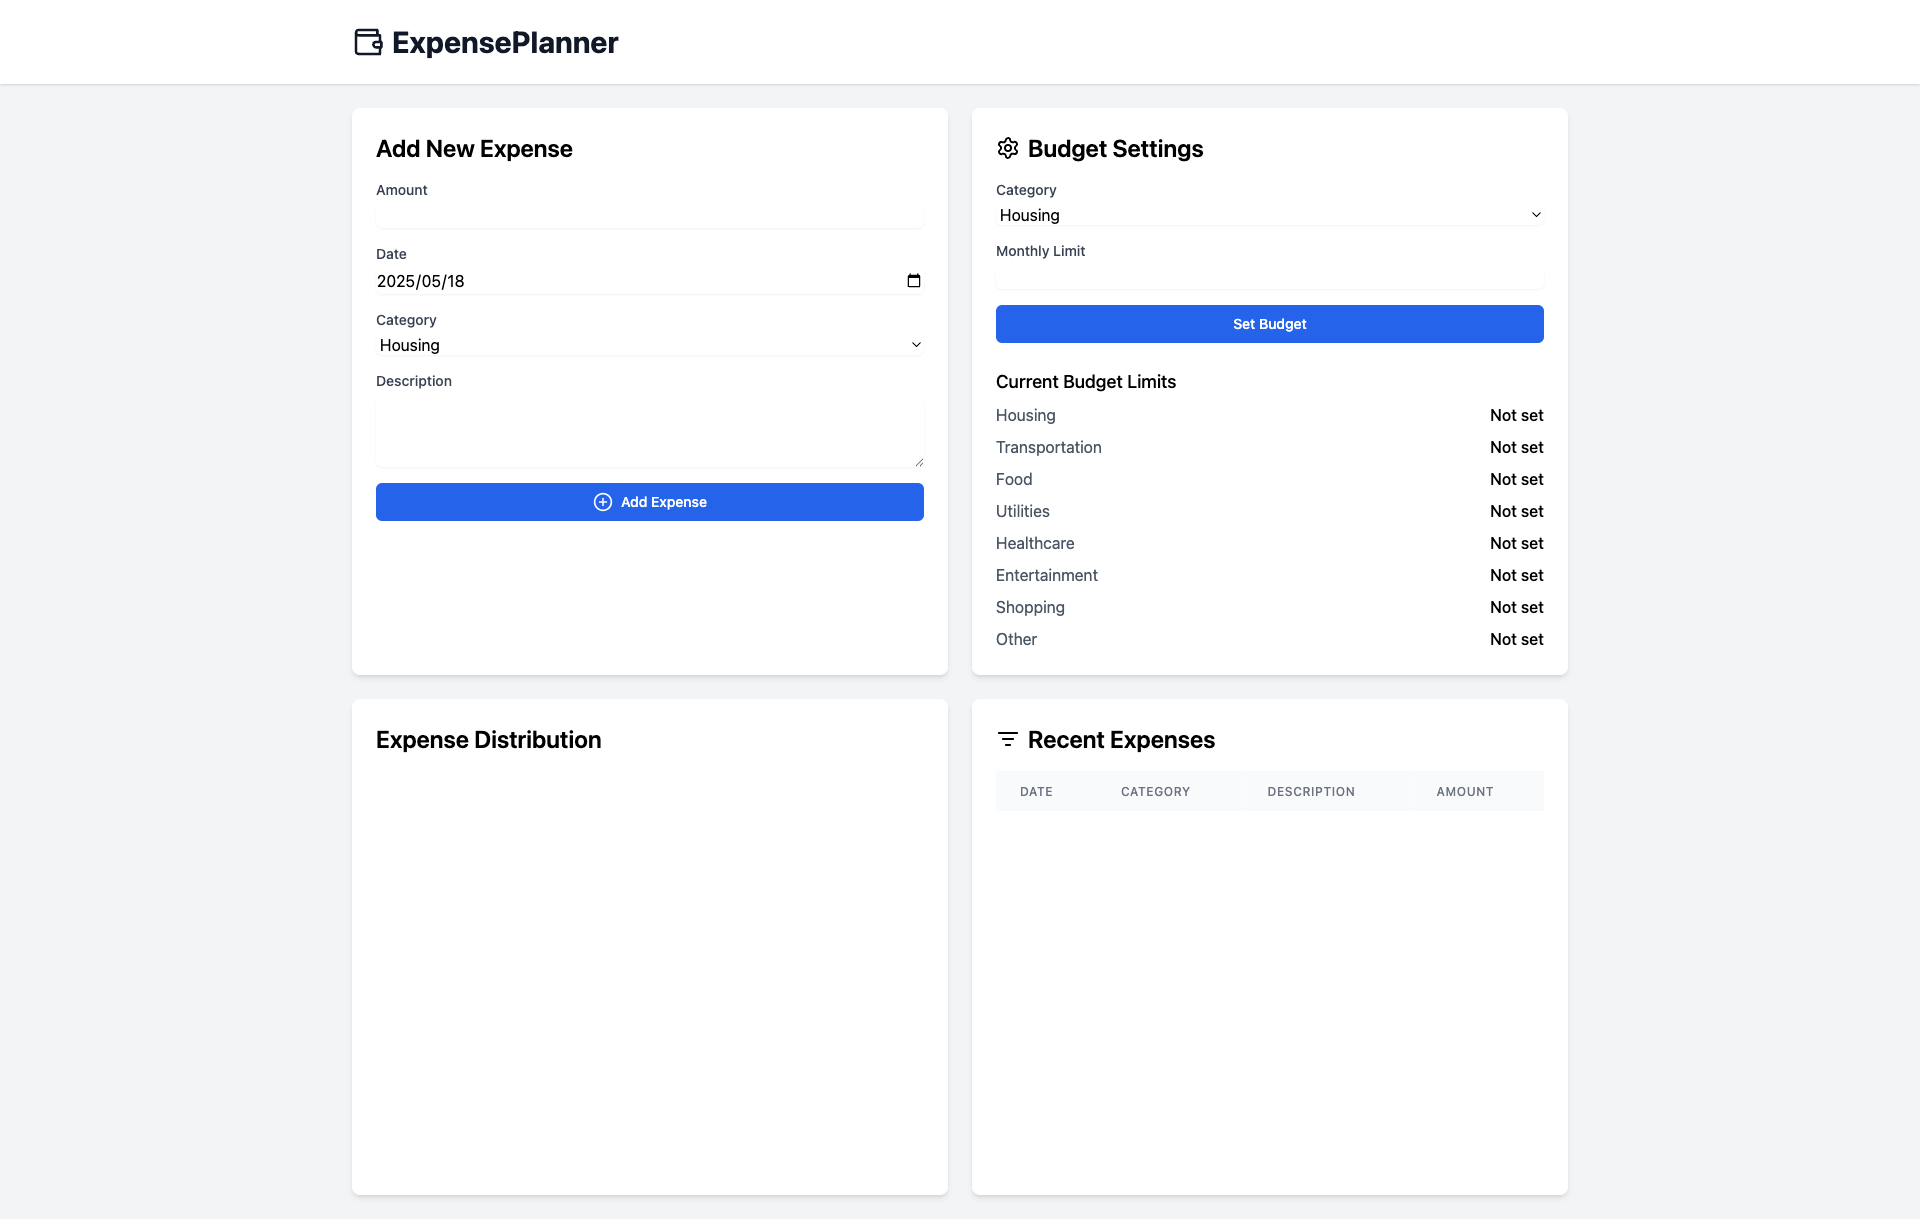 ExpensePlanner
Add New Expense
Amount
Date
2025/05/18
Category
Housing
Description
Add Expense
Budget Settings
Category
Housing
Monthly Limit
Set Budget
Current Budget Limits
Housing Not set
Transportation Not set
Food Not set
Utilities Not set
Healthcare Not set
Entertainment Not set
Shopping Not set
Other Not set
Expense Distribution
Recent Expenses
DATE CATEGORY DESCRIPTION AMOUNT